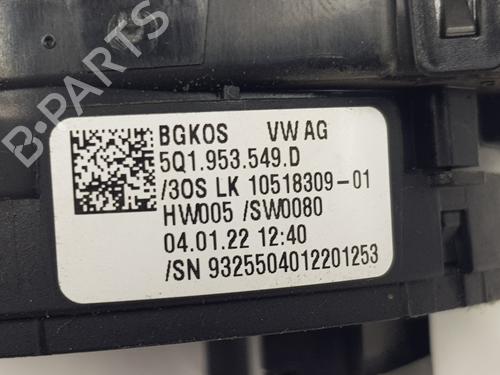 BGKOS VW AG
5Q1.953.549.D
/3OS LK 10518309-01
HW005 /SW0080
04.01.22 12:40
/SN 9325504012201253
B-PARTS